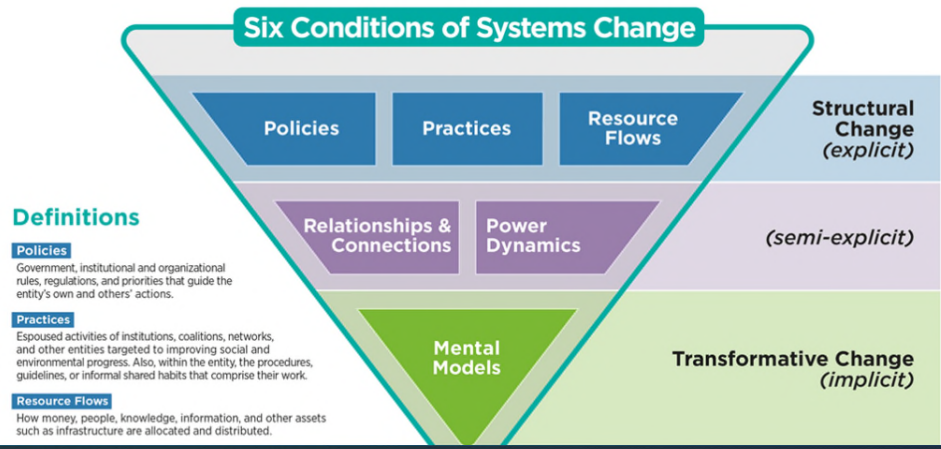 Six Conditions of Systems Change
Policies
Practices
Resource
Flows
Structural
Change
(explicit)
Relationships &
Connections
Power
Dynamics
(semi-explicit)
Mental
Models
Transformative Change
(implicit)
Definitions
Policies
Government, institutional and organizational
rules, regulations, and priorities that guide the
entity's own and others' actions.
Practices
Espoused activities of institutions, coalitions, networks,
and other entities targeted to improving social and
environmental progress. Also, within the entity, the procedures,
guidelines, or informal shared habits that comprise their work.
Resource Flows
How money, people, knowledge, information, and other assets
such as infrastructure are allocated and distributed.